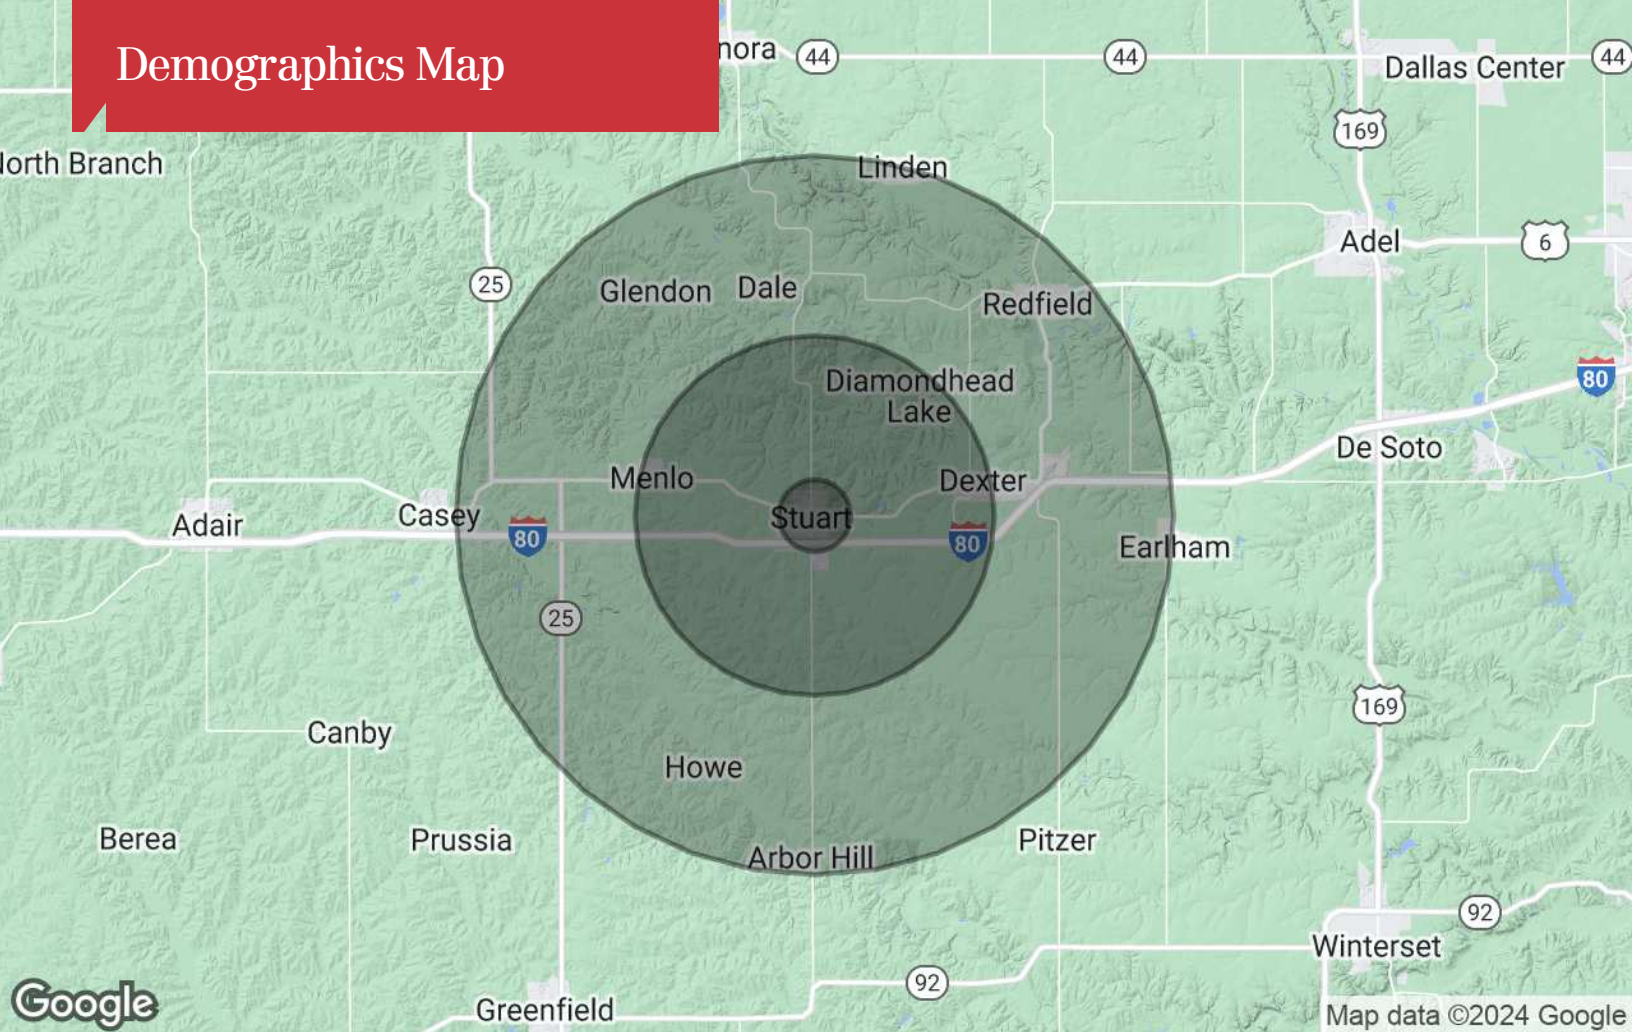 Demographics Map
nora
44
44
Dallas Center
44
169
North Branch
Linden
Adel
6
25
Glendon
Dale
Redfield
Diamondhead
Lake
80
De Soto
Menlo
Dexter
Stuart
Adair
Casey
80
80
Earlham
25
169
Canby
Howe
Berea
Prussia
Arbor Hill
Pitzer
92
Winterset
92
Greenfield
Google
Map data ©2024 Google